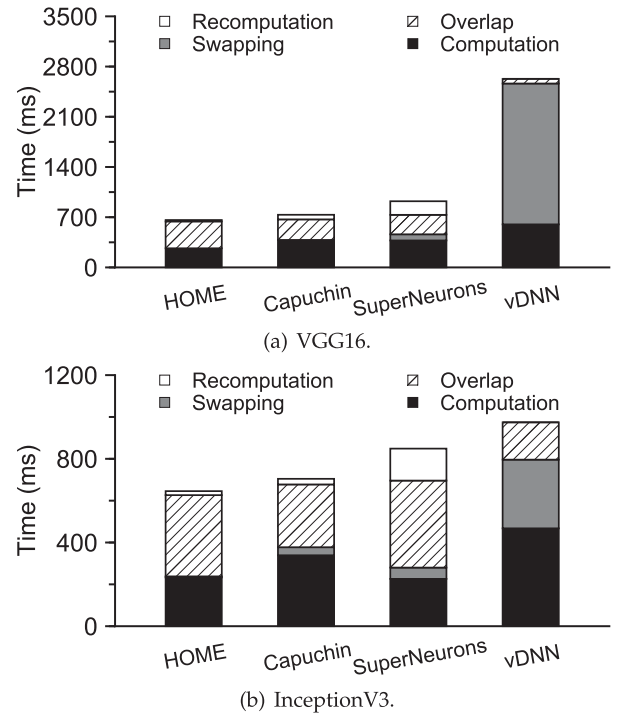 3500
2800
2100
1400
700
0
Time (ms)
Recomputation
Overlap
Swapping
Computation
HOME
Capuchin
SuperNeurons
vDNN
(a) VGG16.
1200
800
400
0
Time (ms)
Recomputation
Overlap
Swapping
Computation
HOME
Capuchin
SuperNeurons
vDNN
(b) InceptionV3.